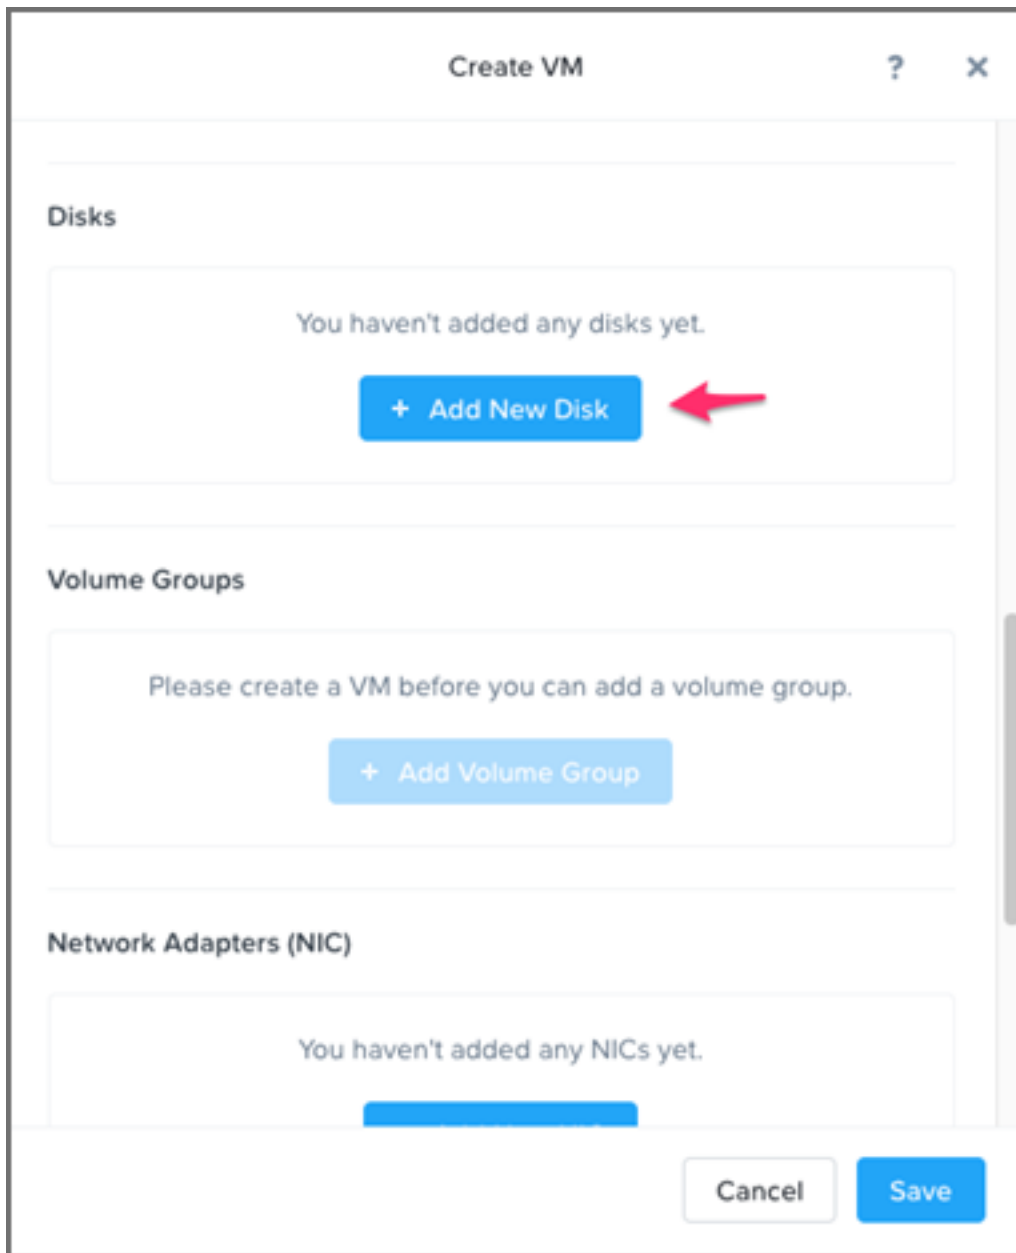 Create VM ? ×
Disks
You haven't added any disks yet.
+ Add New Disk
Volume Groups
Please create a VM before you can add a volume group.
+ Add Volume Group
Network Adapters (NIC)
You haven't added any NICs yet.
Cancel
Save